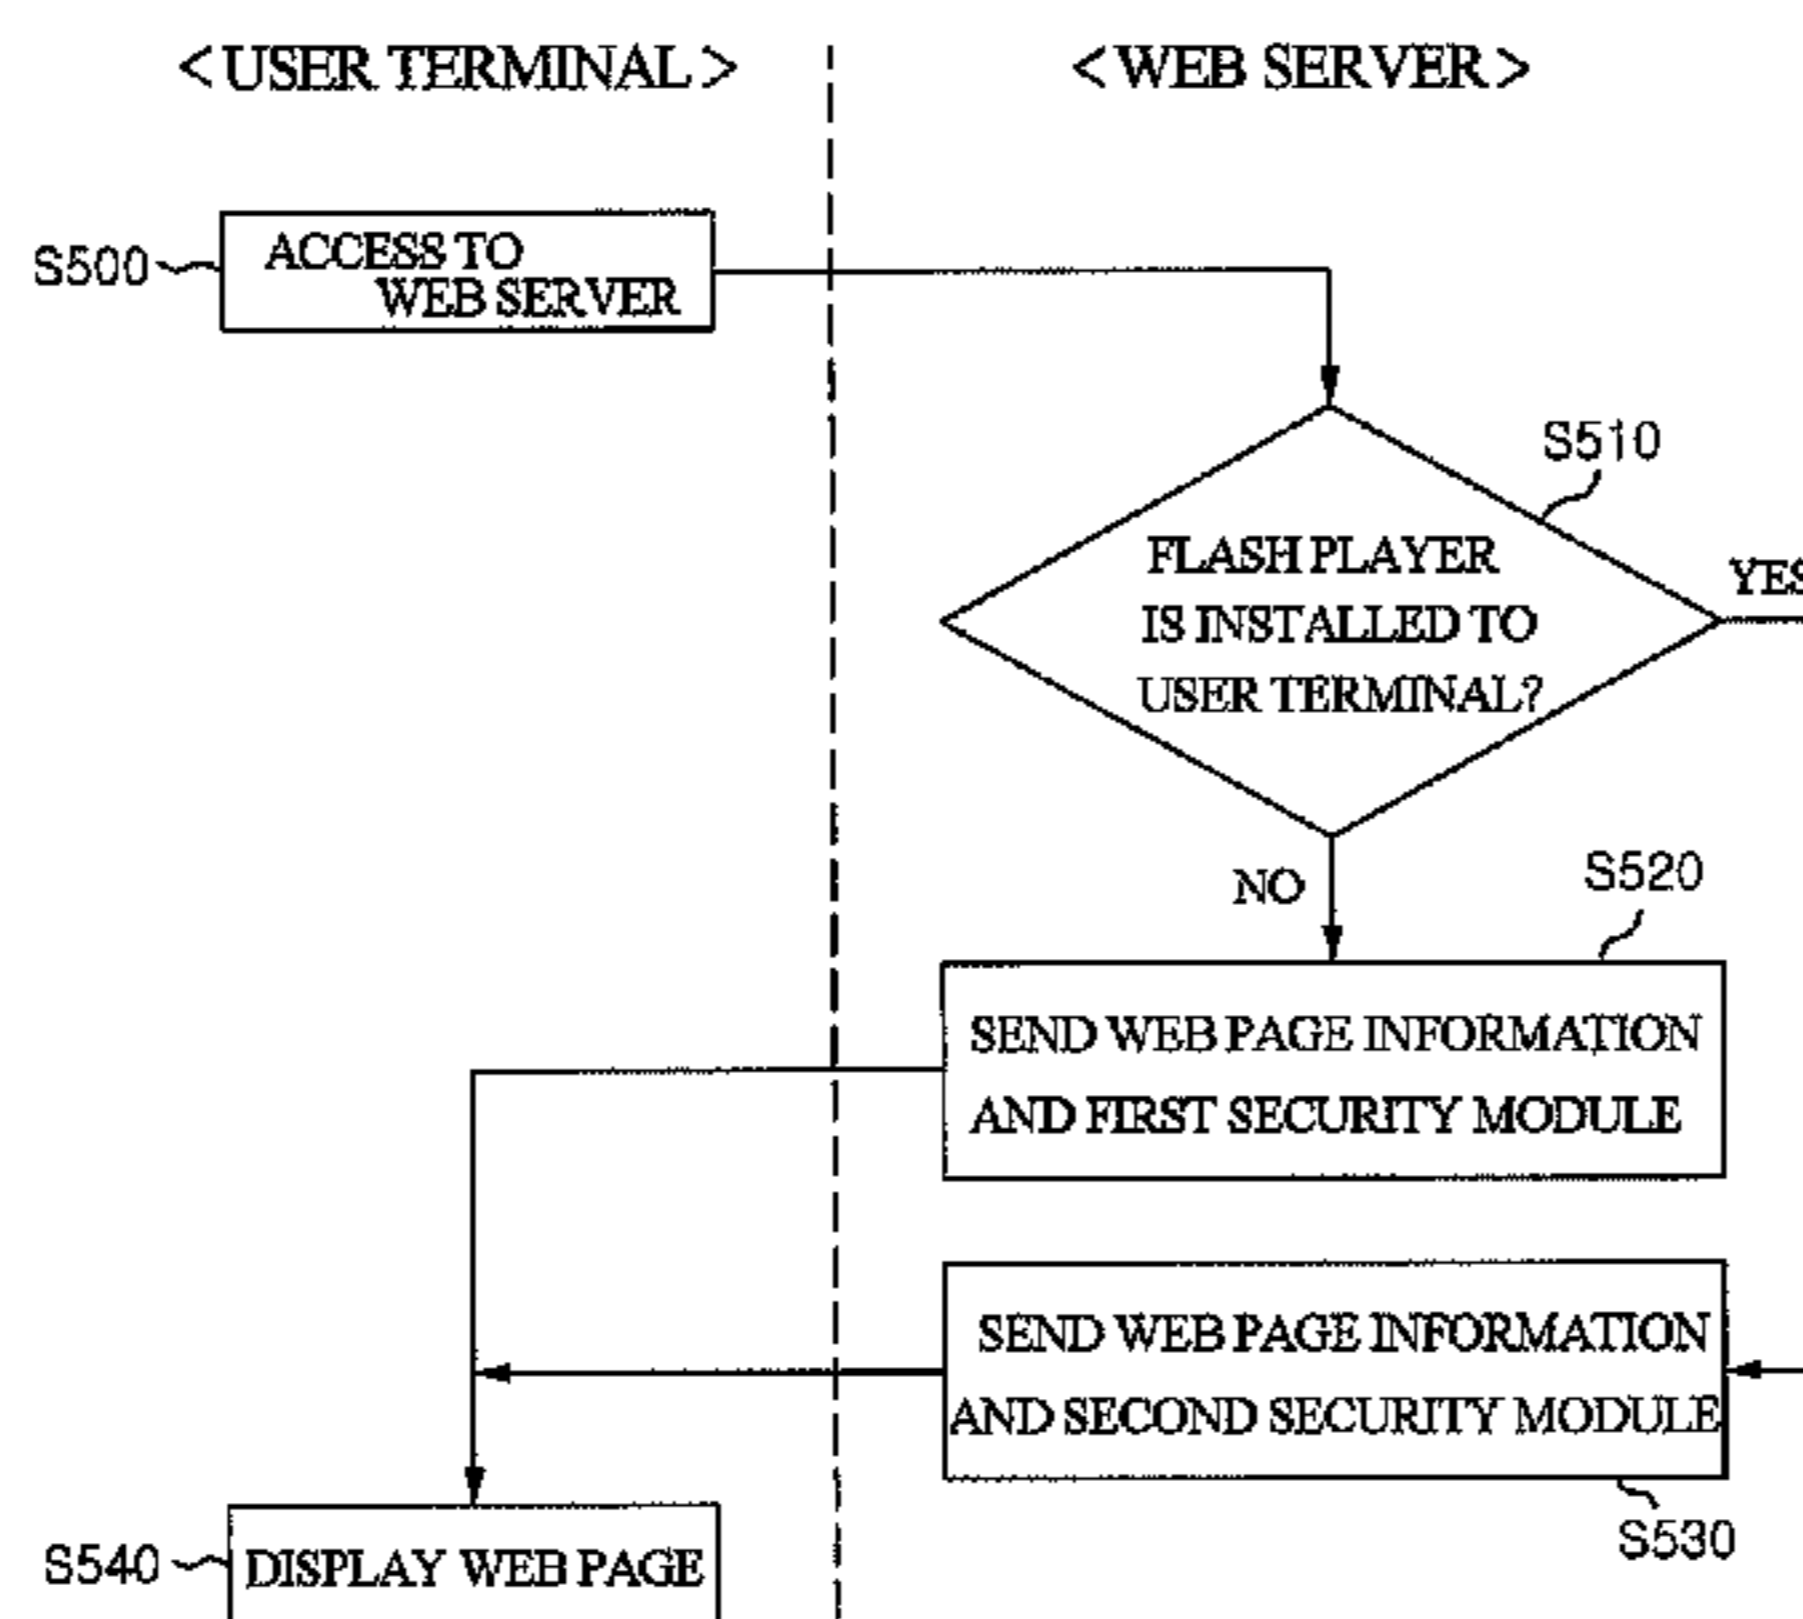 <USER TERMINAL>
<WEB SERVER>
S500
ACCESS TO
WEB SERVER
S510
FLASH PLAYER
IS INSTALLED TO
USER TERMINAL?
YES
NO
S520
SEND WEB PAGE INFORMATION
AND FIRST SECURITY MODULE
SEND WEB PAGE INFORMATION
AND SECOND SECURITY MODULE
S530
S540
DISPLAY WEB PAGE